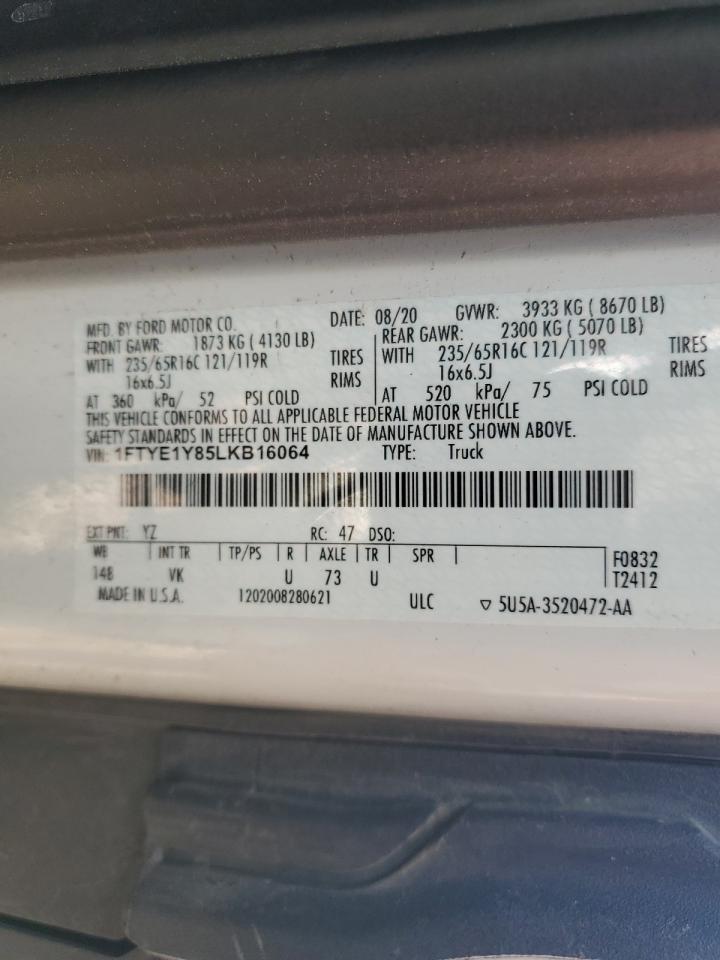 MFD. BY FORD MOTOR CO. DATE: 08/20 GVWR: 3933 KG ( 8670 LB)
FRONT GAWR: 1873 KG ( 4130 LB) REAR GAWR: 2300 KG ( 5070 LB)
WITH 235/65R16C 121/119R TIRES WITH 235/65R16C 121/119R TIRES
16x6.5J RIMS 16x6.5J RIMS
AT 360 kPa/ 52 PSI COLD AT 520 kPa/ 75 PSI COLD
THIS VEHICLE CONFORMS TO ALL APPLICABLE FEDERAL MOTOR VEHICLE
SAFETY STANDARDS IN EFFECT ON THE DATE OF MANUFACTURE SHOWN ABOVE.
VIN: 1FTYE1Y85LKB16064 TYPE: Truck
EXT PNT: YZ RC: 47 DSO:
WB | INT TR | TP/PS | R | AXLE | TR | SPR | F0832
148 VK U 73 U T2412
MADE IN U.S.A. 1202008280621 ULC ▽ 5U5A-3520472-AA